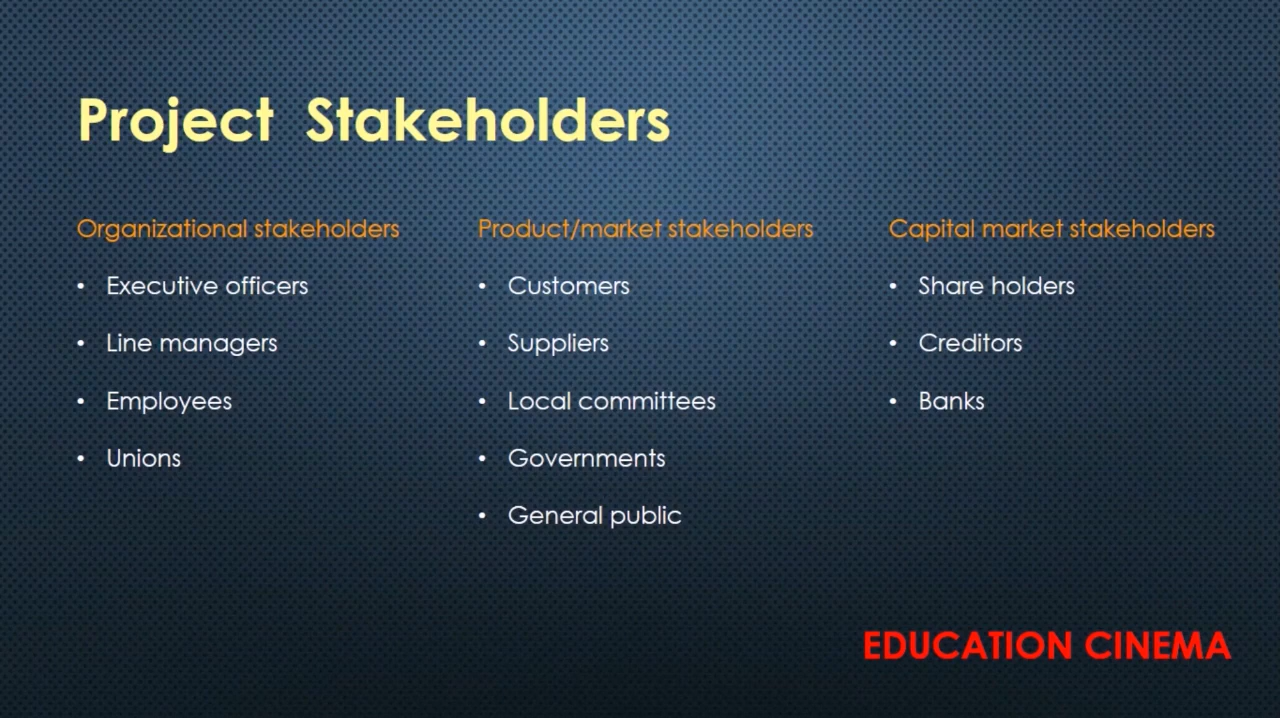 Project Stakeholders
Organizational stakeholders
• Executive officers
• Line managers
• Employees
• Unions
Product/market stakeholders
• Customers
• Suppliers
• Local committees
• Governments
• General public
Capital market stakeholders
• Share holders
• Creditors
• Banks
EDUCATION CINEMA